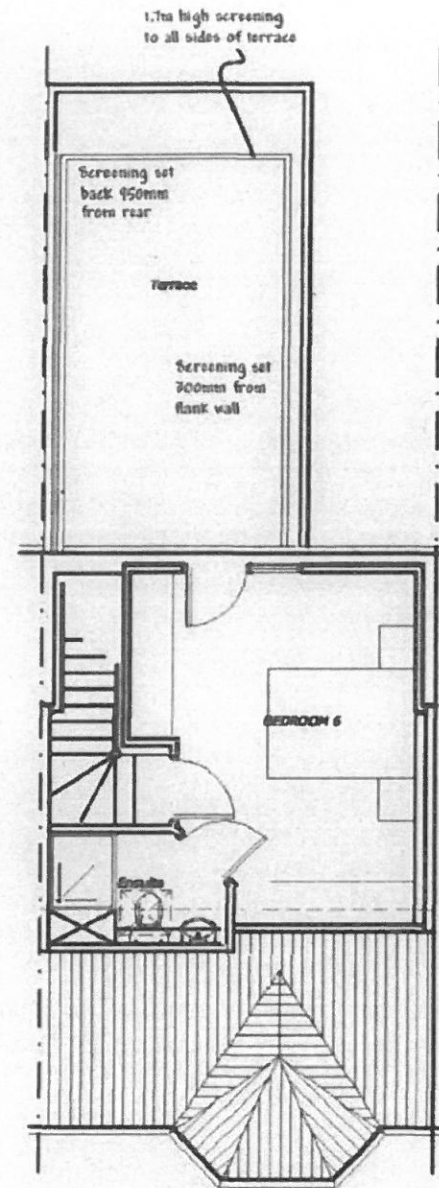 1.7m high screening
to all sides of terrace
Screening set
back 950mm
from rear
Terrace
Screening set
300mm from
flank wall
BEDROOM 6
Ensuite